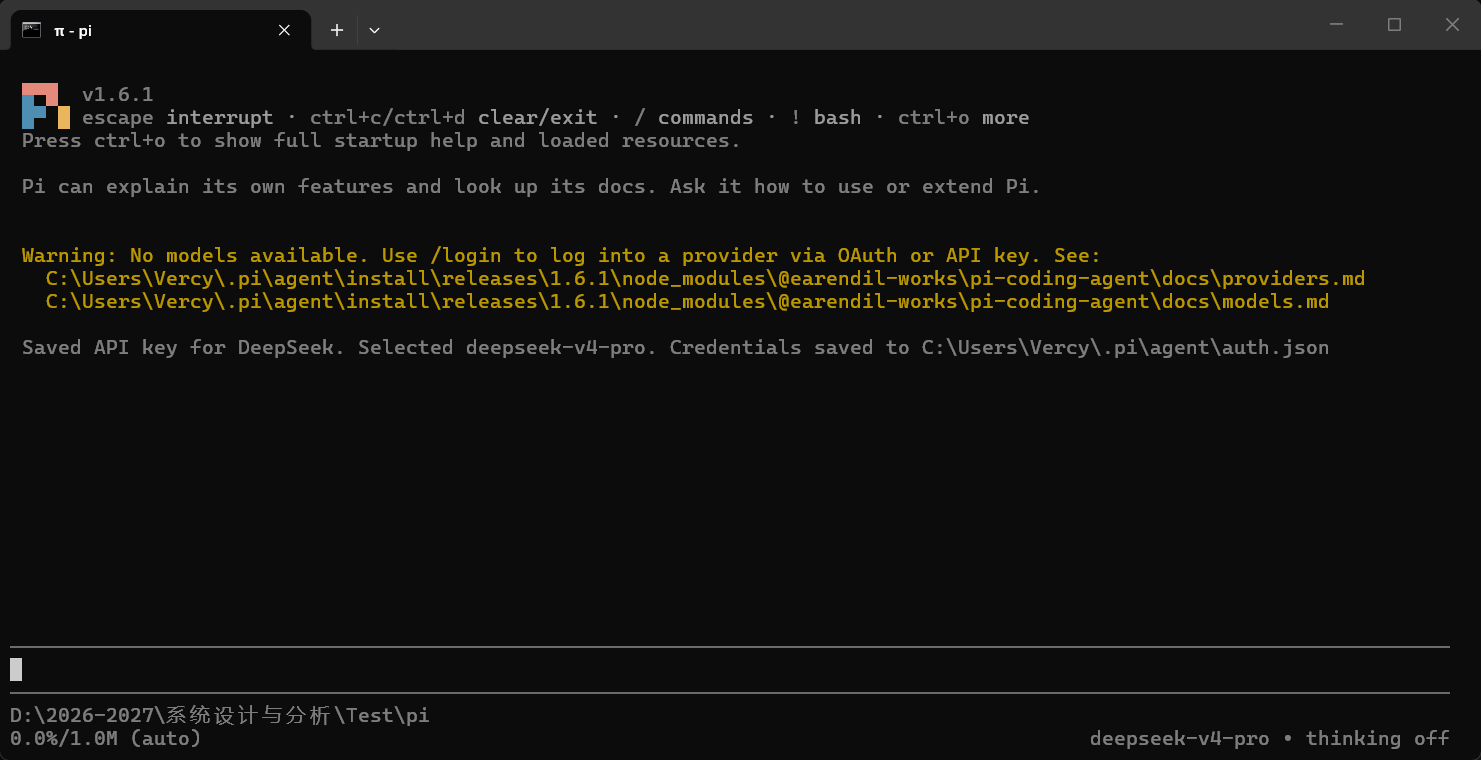 π - pi
v1.6.1
escape interrupt · ctrl+c/ctrl+d clear/exit · / commands · ! bash · ctrl+o more
Press ctrl+o to show full startup help and loaded resources.
Pi can explain its own features and look up its docs. Ask it how to use or extend Pi.
Warning: No models available. Use /login to log into a provider via OAuth or API key. See:
C:\Users\Vercy\.pi\agent\install\releases\1.6.1\node_modules\@earendil-works\pi-coding-agent\docs\providers.md
C:\Users\Vercy\.pi\agent\install\releases\1.6.1\node_modules\@earendil-works\pi-coding-agent\docs\models.md
Saved API key for DeepSeek. Selected deepseek-v4-pro. Credentials saved to C:\Users\Vercy\.pi\agent\auth.json
D:\2026-2027\系统设计与分析\Test\pi
0.0%/1.0M (auto) deepseek-v4-pro • thinking off